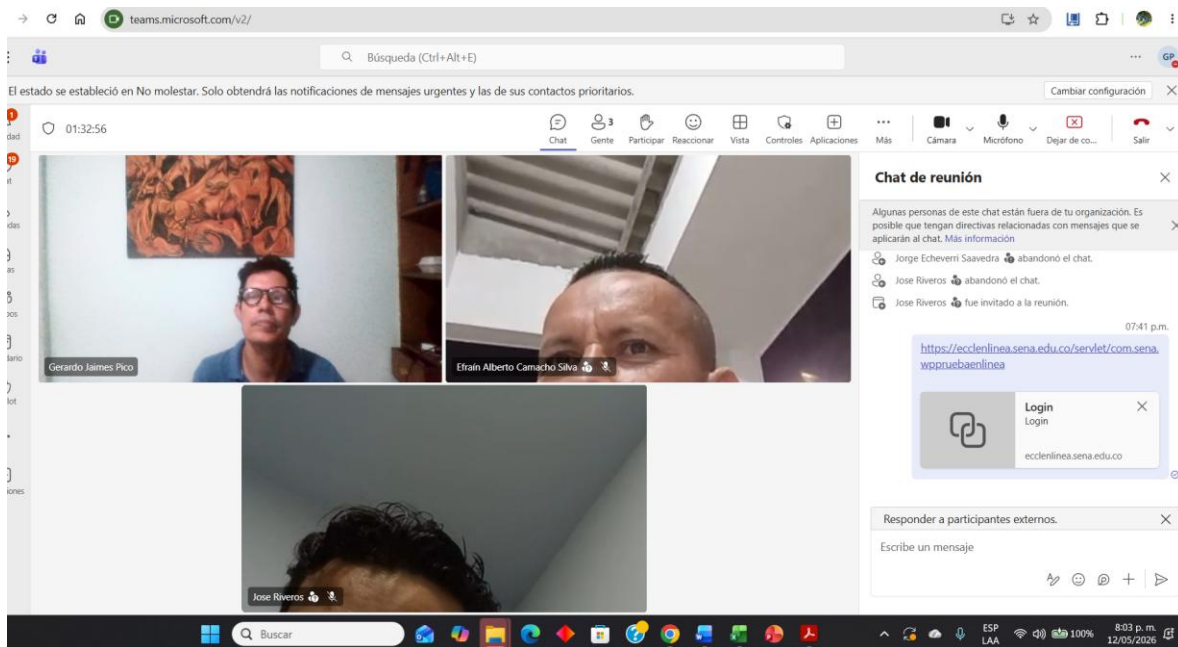 teams.microsoft.com/v2/
Búsqueda (Ctrl+Alt+E)
GP
El estado se estableció en No molestar. Solo obtendrá las notificaciones de mensajes urgentes y las de sus contactos prioritarios.
Cambiar configuración
1
dad
01:32:56
3
Chat
Gente
Participar
Reaccionar
Vista
Controles
Aplicaciones
Más
Cámara
Micrófono
Dejar de co...
Salir
19
Gerardo Jaimes Pico
Efraín Alberto Camacho Silva
Jose Riveros
Chat de reunión
Algunas personas de este chat están fuera de tu organización. Es
posible que tengan directivas relacionadas con mensajes que se
aplicarán al chat. Más información
Jorge Echeverri Saavedra abandonó el chat.
Jose Riveros abandonó el chat.
Jose Riveros fue invitado a la reunión.
07:41 p.m.
https://ecclenlinea.sena.edu.co/servlet/com.sena.
wppruebaenlinea
Login
Login
ecclenlinea.sena.edu.co
Responder a participantes externos.
Escribe un mensaje
Buscar
ESP
LAA
100%
8:03 p. m.
12/05/2026